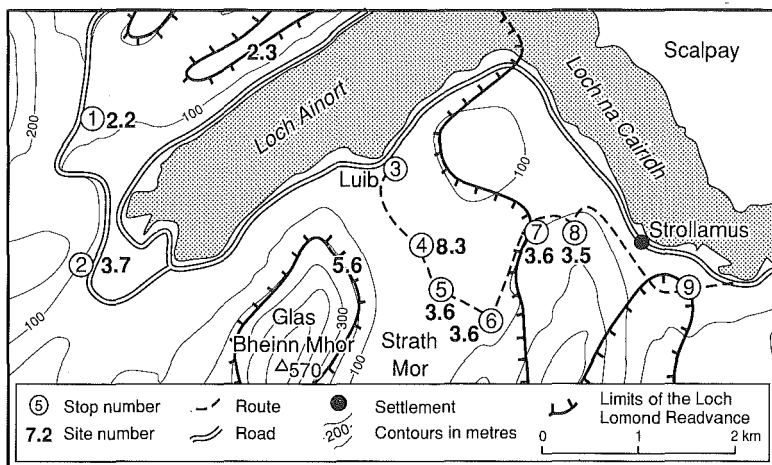 2.3
Scalpay
200
① 2.2
100
Loch Ainort
Loch na Cairidh
③
Luib
100
④ 8.3
⑦
⑧
Strollamus
② 3.7
5.6
3.6 3.5
⑤
3.6
⑨
100
Glas
300
3.6 ⑥
Bheinn Mhor
Strath
△570
100
Mor
⑤ Stop number
Route
Settlement
Limits of the Loch
Lomond Readvance
7.2 Site number
Road
200
Contours in metres
0 1 2 km